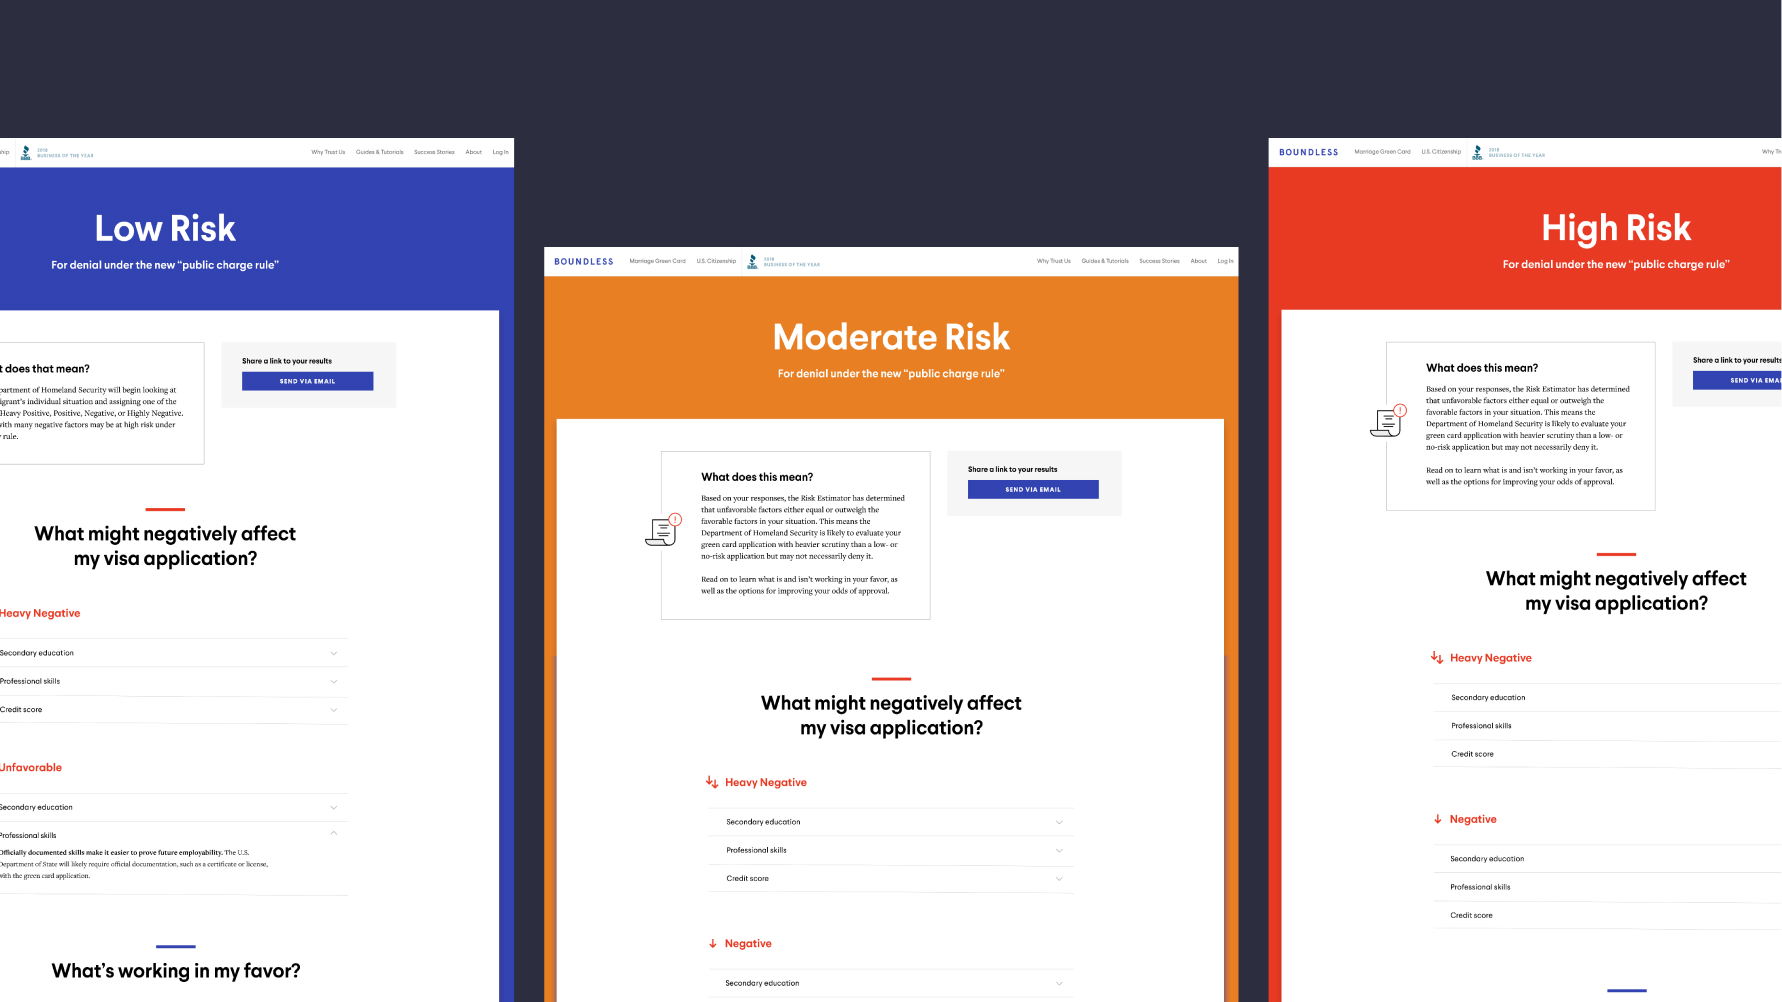 ship
BBB.
2018
BUSINESS OF THE YEAR
Why Trust Us
Guides & Tutorials
Success Stories
About
Log In
Low Risk
For denial under the new “public charge rule”
t does that mean?
partment of Homeland Security will begin looking at
igrant’s individual situation and assigning one of the
Heavy Positive, Positive, Negative, or Highly Negative.
with many negative factors may be at high risk under
rule.
Share a link to your results
SEND VIA EMAIL
What might negatively affect
my visa application?
Heavy Negative
Secondary education
Professional skills
Credit score
Unfavorable
Secondary education
Professional skills
Officially documented skills make it easier to prove future employability. The U.S.
Department of State will likely require official documentation, such as a certificate or license,
with the green card application.
What’s working in my favor?
BOUNDLESS
Marriage Green Card
U.S. Citizenship
BBB.
2018
BUSINESS OF THE YEAR
Why Trust Us
Guides & Tutorials
Success Stories
About
Log In
Moderate Risk
For denial under the new “public charge rule”
What does this mean?
Based on your responses, the Risk Estimator has determined
that unfavorable factors either equal or outweigh the
favorable factors in your situation. This means the
Department of Homeland Security is likely to evaluate your
green card application with heavier scrutiny than a low- or
no-risk application but may not necessarily deny it.
Read on to learn what is and isn’t working in your favor, as
well as the options for improving your odds of approval.
Share a link to your results
SEND VIA EMAIL
What might negatively affect
my visa application?
Heavy Negative
Secondary education
Professional skills
Credit score
Negative
Secondary education
BOUNDLESS
Marriage Green Card
U.S. Citizenship
BBB.
2018
BUSINESS OF THE YEAR
Why Tr
High Risk
For denial under the new “public charge rule”
What does this mean?
Based on your responses, the Risk Estimator has determined
that unfavorable factors either equal or outweigh the
favorable factors in your situation. This means the
Department of Homeland Security is likely to evaluate your
green card application with heavier scrutiny than a low- or
no-risk application but may not necessarily deny it.
Read on to learn what is and isn’t working in your favor, as
well as the options for improving your odds of approval.
Share a link to your results
SEND VIA EMAI
What might negatively affect
my visa application?
Heavy Negative
Secondary education
Professional skills
Credit score
Negative
Secondary education
Professional skills
Credit score